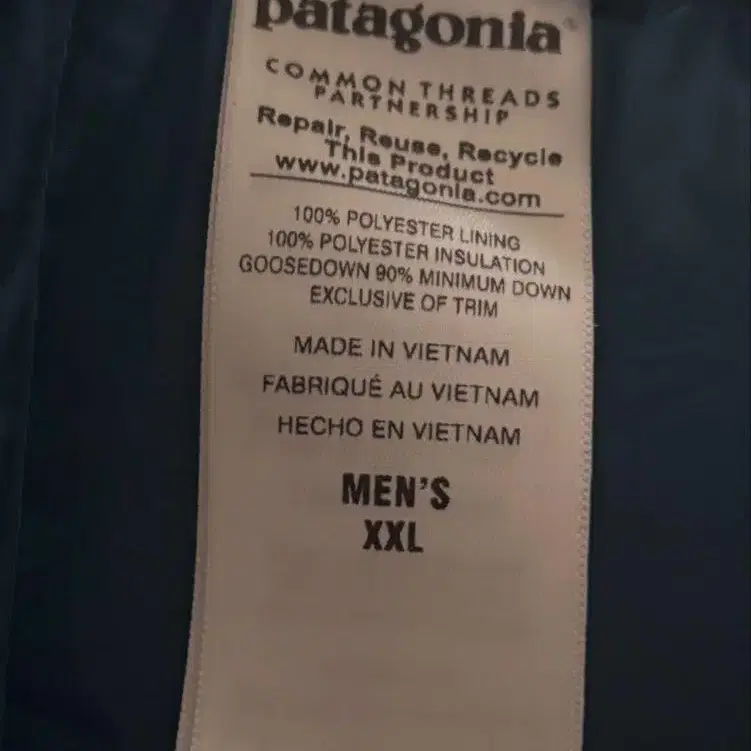 patagonia®
COMMON THREADS
PARTNERSHIP
Repair, Reuse, Recycle
This Product
www.patagonia.com
100% POLYESTER LINING
100% POLYESTER INSULATION
GOOSEDOWN 90% MINIMUM DOWN
EXCLUSIVE OF TRIM
MADE IN VIETNAM
FABRIQUÉ AU VIETNAM
HECHO EN VIETNAM
MEN'S
XXL